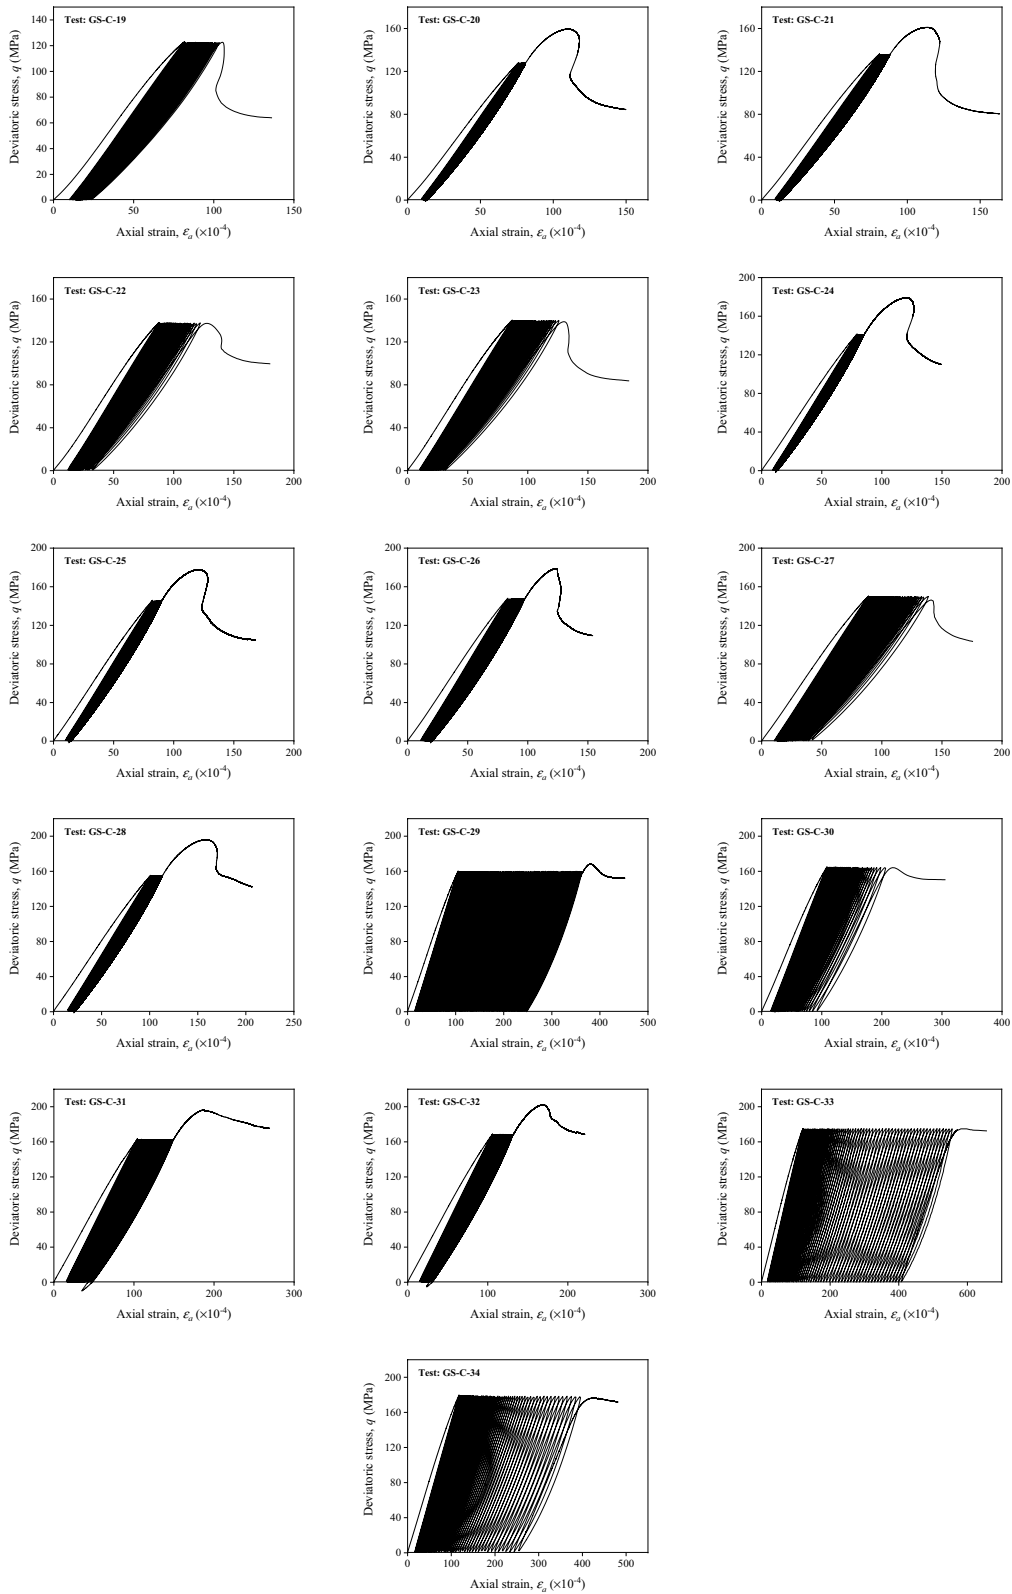 Test: GS-C-19
Deviatoric stress, q (MPa)
140
120
100
80
60
40
20
0
0 50 100 150
Axial strain, εa (×10-4)
Test: GS-C-20
Deviatoric stress, q (MPa)
160
120
80
40
0
0 50 100 150
Axial strain, εa (×10-4)
Test: GS-C-21
Deviatoric stress, q (MPa)
160
120
80
40
0
0 50 100 150
Axial strain, εa (×10-4)
Test: GS-C-22
Deviatoric stress, q (MPa)
160
120
80
40
0
0 50 100 150 200
Axial strain, εa (×10-4)
Test: GS-C-23
Deviatoric stress, q (MPa)
160
120
80
40
0
0 50 100 150 200
Axial strain, εa (×10-4)
Test: GS-C-24
Deviatoric stress, q (MPa)
200
160
120
80
40
0
0 50 100 150 200
Axial strain, εa (×10-4)
Test: GS-C-25
Deviatoric stress, q (MPa)
200
160
120
80
40
0
0 50 100 150 200
Axial strain, εa (×10-4)
Test: GS-C-26
Deviatoric stress, q (MPa)
200
160
120
80
40
0
0 50 100 150 200
Axial strain, εa (×10-4)
Test: GS-C-27
Deviatoric stress, q (MPa)
200
160
120
80
40
0
0 50 100 150 200
Axial strain, εa (×10-4)
Test: GS-C-28
Deviatoric stress, q (MPa)
200
160
120
80
40
0
0 50 100 150 200 250
Axial strain, εa (×10-4)
Test: GS-C-29
Deviatoric stress, q (MPa)
200
160
120
80
40
0
0 100 200 300 400 500
Axial strain, εa (×10-4)
Test: GS-C-30
Deviatoric stress, q (MPa)
200
160
120
80
40
0
0 100 200 300 400
Axial strain, εa (×10-4)
Test: GS-C-31
Deviatoric stress, q (MPa)
200
160
120
80
40
0
0 100 200 300
Axial strain, εa (×10-4)
Test: GS-C-32
Deviatoric stress, q (MPa)
200
160
120
80
40
0
0 100 200 300
Axial strain, εa (×10-4)
Test: GS-C-33
Deviatoric stress, q (MPa)
200
160
120
80
40
0
0 200 400 600
Axial strain, εa (×10-4)
Test: GS-C-34
Deviatoric stress, q (MPa)
200
160
120
80
40
0
0 100 200 300 400 500
Axial strain, εa (×10-4)